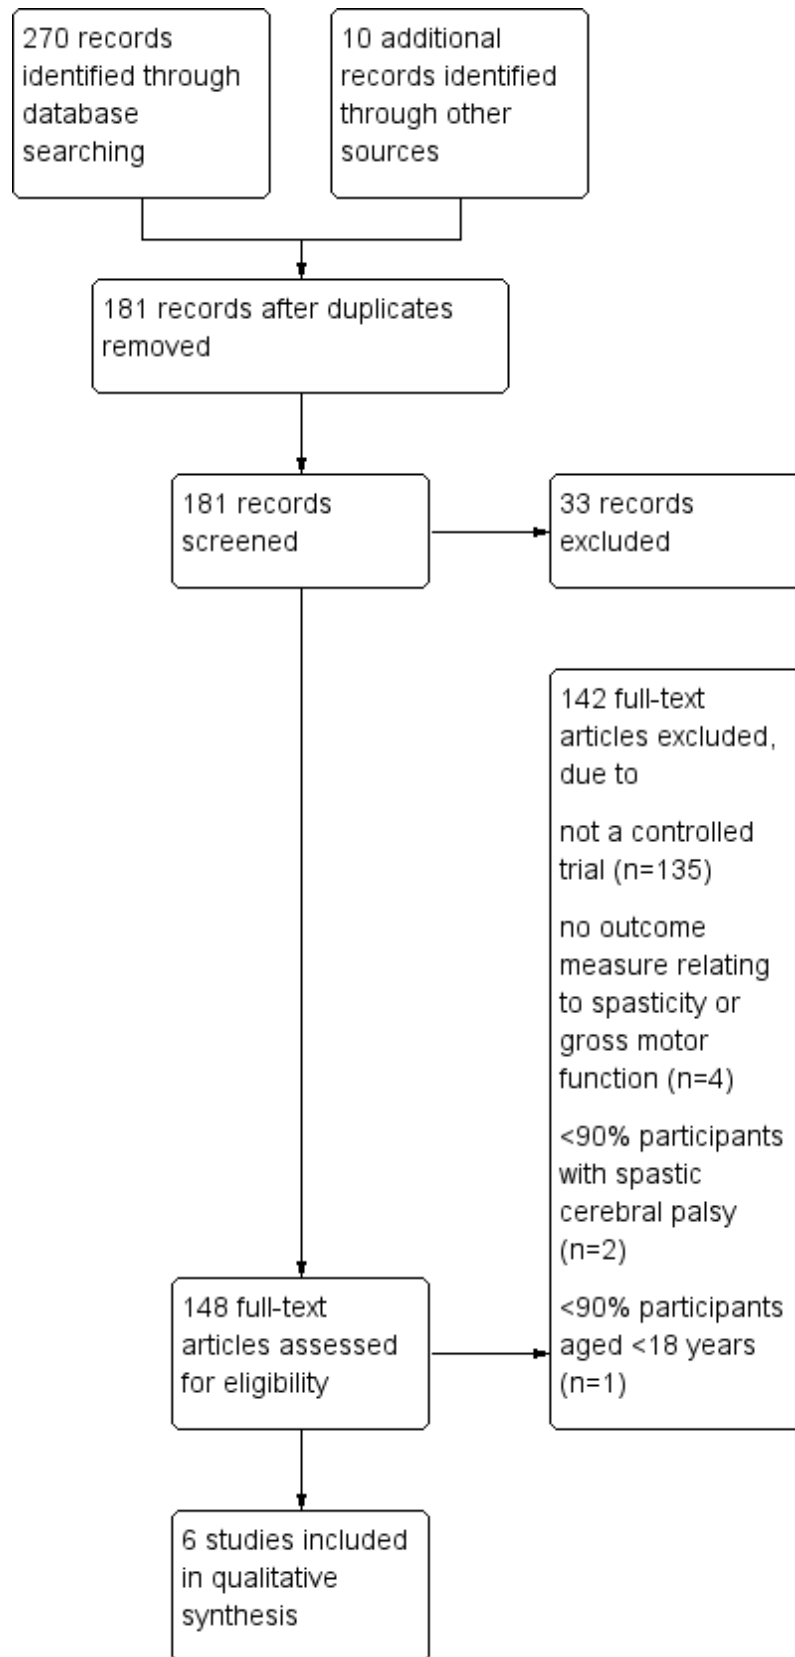 270 records
identified through
database
searching
10 additional
records identified
through other
sources
181 records after duplicates
removed
181 records
screened
33 records
excluded
142 full-text
articles excluded,
due to
not a controlled
trial (n=135)
no outcome
measure relating
to spasticity or
gross motor
function (n=4)
<90% participants
with spastic
cerebral palsy
(n=2)
<90% participants
aged <18 years
(n=1)
148 full-text
articles assessed
for eligibility
6 studies included
in qualitative
synthesis